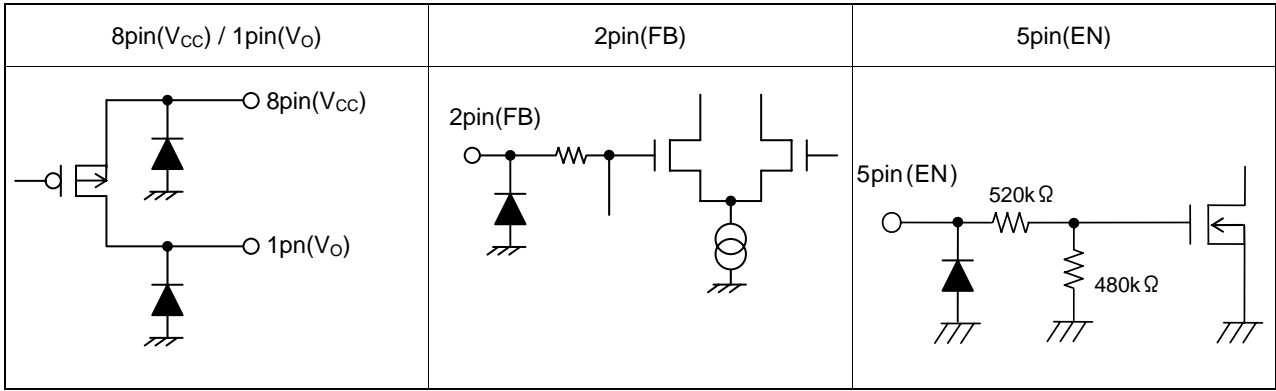 8pin(VCC) / 1pin(VO)
2pin(FB)
5pin(EN)
8pin(VCC)
1pn(VO)
2pin(FB)
5pin(EN)
520kΩ
480kΩ